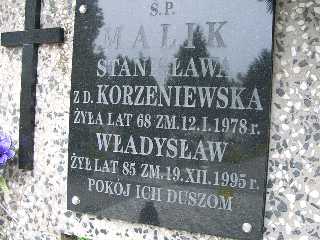 Ś.P.
MALIK
STANISŁAWA
Z D. KORZENIEWSKA
ŻYŁA LAT 68 ZM. 12.I.1978 r.
WŁADYSŁAW
ŻYŁ LAT 85 ZM. 19.XII.1995 r.
POKÓJ ICH DUSZOM